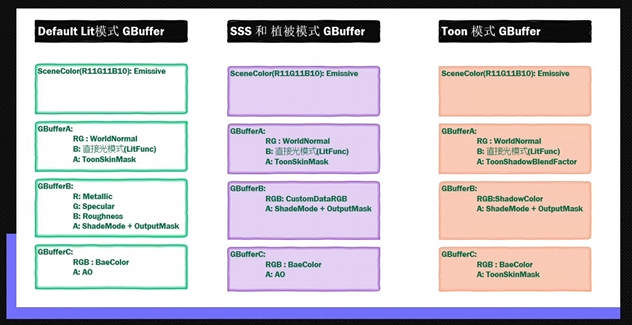 Default Lit模式 GBuffer
SceneColor(R11G11B10): Emissive
GBufferA:
RG : WorldNormal
B: 直接光模式(LitFunc)
A: ToonSkinMask
GBufferB:
R: Metallic
G: Specular
B: Roughness
A: ShadeMode + OutputMask
GBufferC:
RGB : BaeColor
A: AO
SSS 和 植被模式 GBuffer
SceneColor(R11G11B10): Emissive
GBufferA:
RG : WorldNormal
B: 直接光模式(LitFunc)
A: ToonSkinMask
GBufferB:
RGB: CustomDataRGB
A: ShadeMode + OutputMask
GBufferC:
RGB : BaeColor
A: AO
Toon 模式 GBuffer
SceneColor(R11G11B10): Emissive
GBufferA:
RG : WorldNormal
B: 直接光模式(LitFunc)
A: ToonShadowBlendFactor
GBufferB:
RGB:ShadowColor
A: ShadeMode + OutputMask
GBufferC:
RGB : BaeColor
A: ToonSkinMask